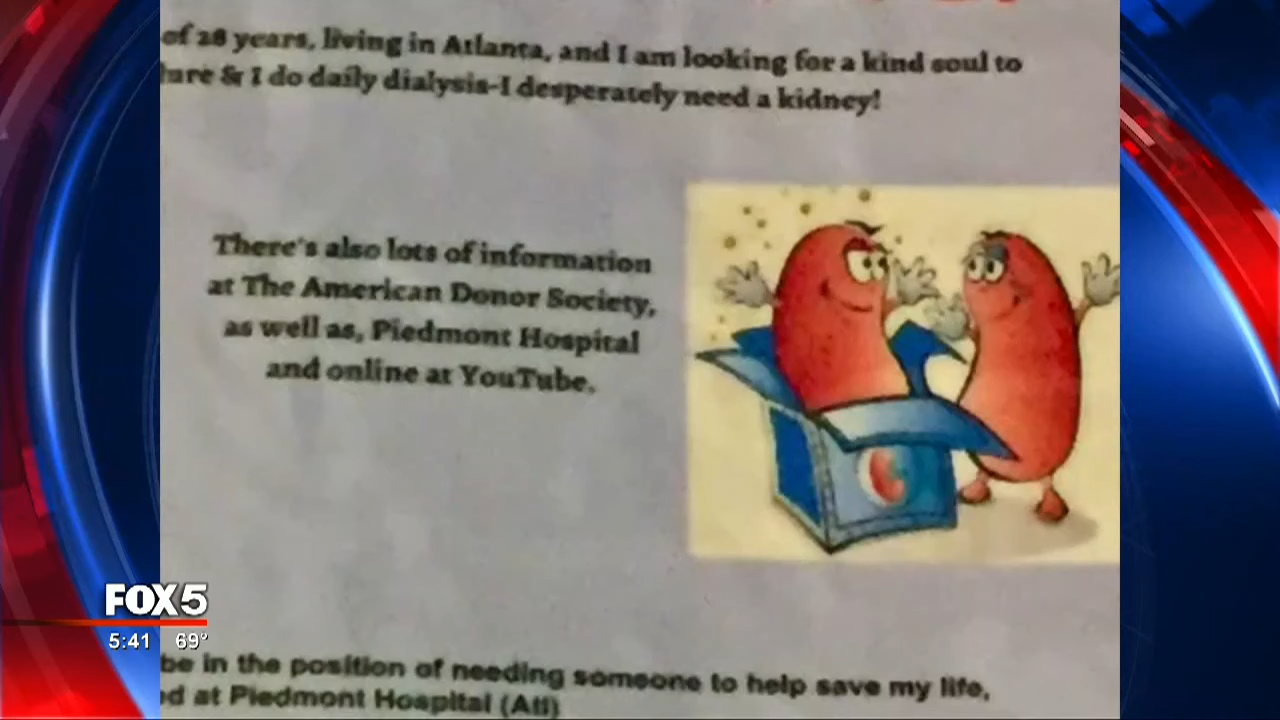 of 28 years, living in Atlanta, and I am looking for a kind soul to
lure & I do daily dialysis-I desperately need a kidney!
There's also lots of information
at The American Donor Society,
as well as, Piedmont Hospital
and online at YouTube.
FOX 5
5:41 69°
be in the position of needing someone to help save my life,
ed at Piedmont Hospital (Atl)